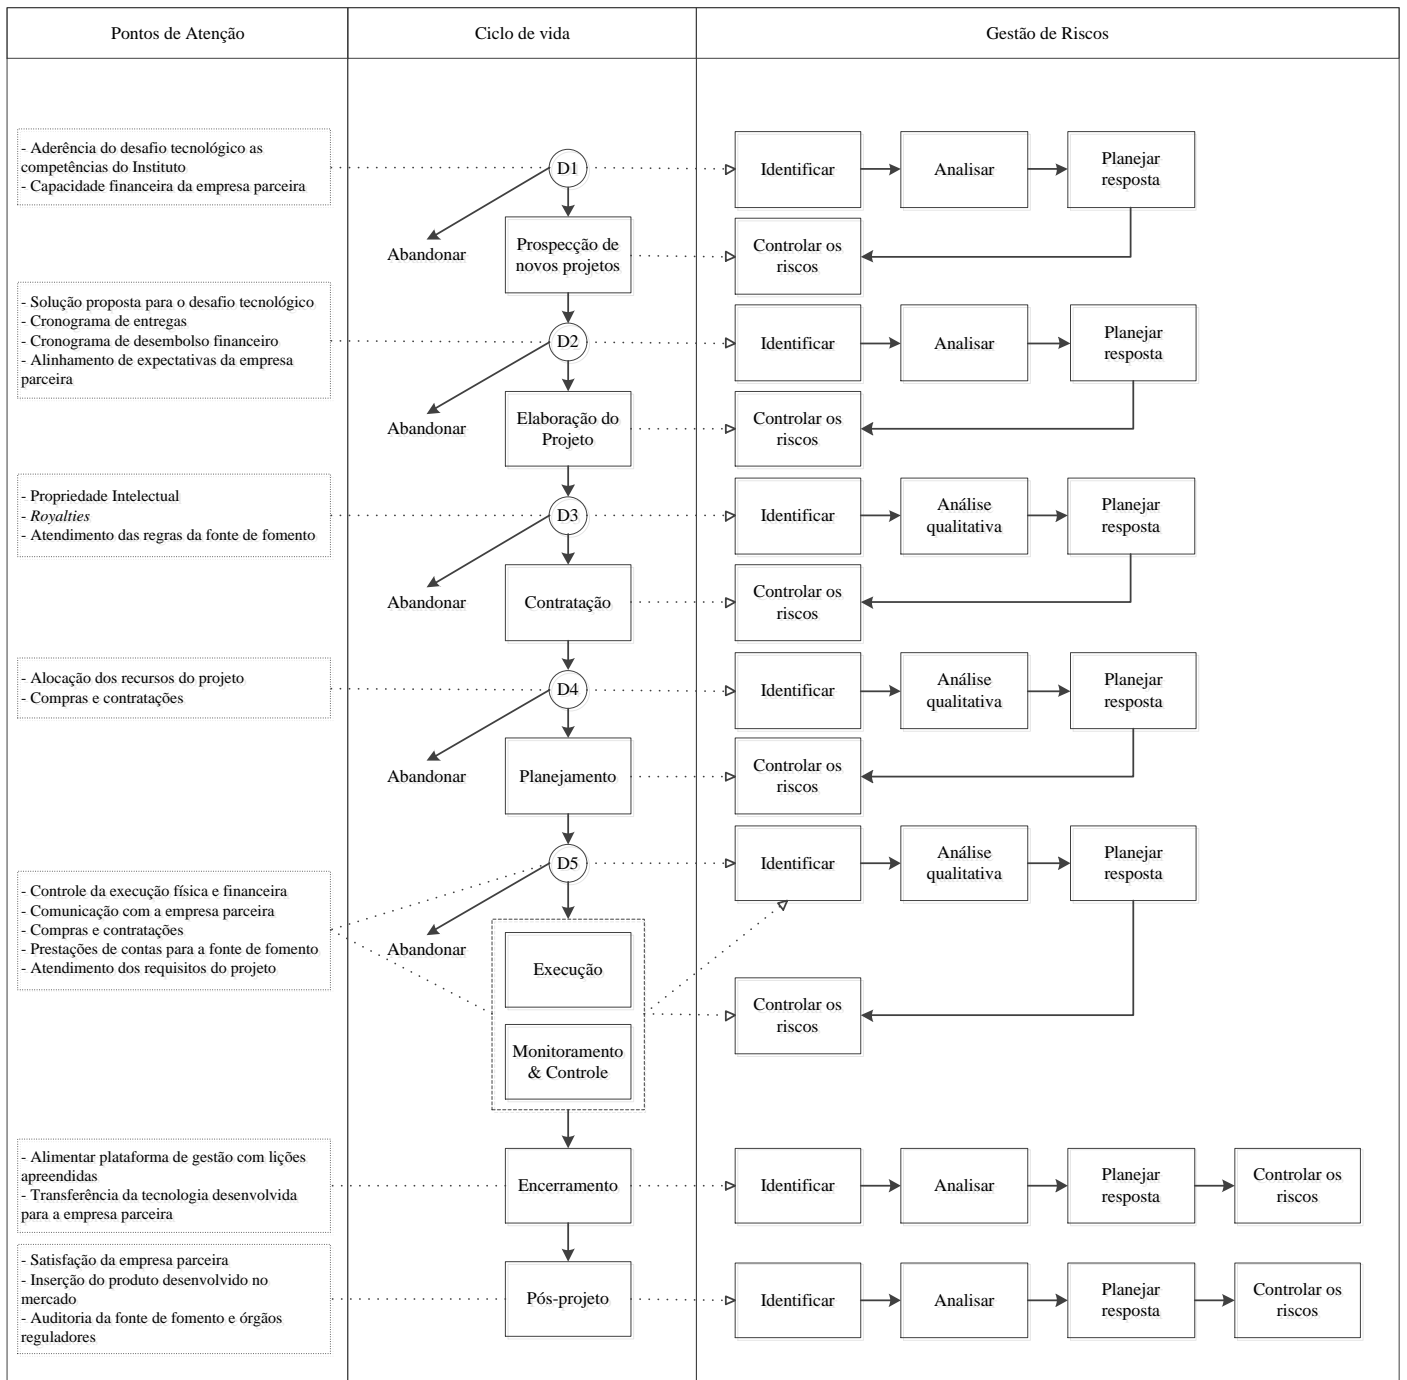 Pontos de Atenção
Ciclo de vida
Gestão de Riscos
- Aderência do desafio tecnológico as
competências do Instituto
- Capacidade financeira da empresa parceira
D1
Identificar
Analisar
Planejar
resposta
Abandonar
Prospecção de
novos projetos
Controlar os
riscos
- Solução proposta para o desafio tecnológico
- Cronograma de entregas
- Cronograma de desembolso financeiro
- Alinhamento de expectativas da empresa
parceira
D2
Identificar
Analisar
Planejar
resposta
Abandonar
Elaboração do
Projeto
Controlar os
riscos
- Propriedade Intelectual
- Royalties
- Atendimento das regras da fonte de fomento
D3
Identificar
Análise
qualitativa
Planejar
resposta
Abandonar
Contratação
Controlar os
riscos
- Alocação dos recursos do projeto
- Compras e contratações
D4
Identificar
Análise
qualitativa
Planejar
resposta
Abandonar
Planejamento
Controlar os
riscos
D5
Identificar
Análise
qualitativa
Planejar
resposta
- Controle da execução física e financeira
- Comunicação com a empresa parceira
- Compras e contratações
- Prestações de contas para a fonte de fomento
- Atendimento dos requisitos do projeto
Abandonar
Execução
Controlar os
riscos
Monitoramento
& Controle
- Alimentar plataforma de gestão com lições
apreendidas
- Transferência da tecnologia desenvolvida
para a empresa parceira
Encerramento
Identificar
Analisar
Planejar
resposta
Controlar os
riscos
- Satisfação da empresa parceira
- Inserção do produto desenvolvido no
mercado
- Auditoria da fonte de fomento e órgãos
reguladores
Pós-projeto
Identificar
Analisar
Planejar
resposta
Controlar os
riscos